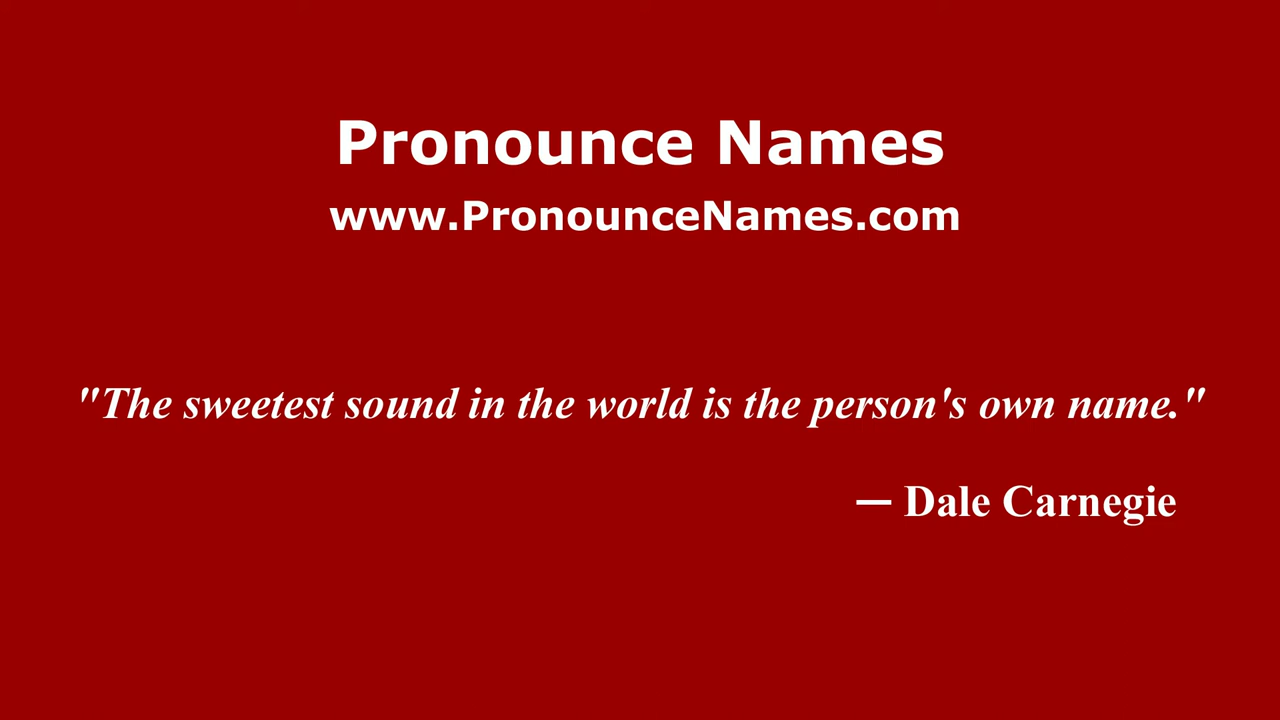 Pronounce Names
www.PronounceNames.com
"The sweetest sound in the world is the person's own name."
— Dale Carnegie